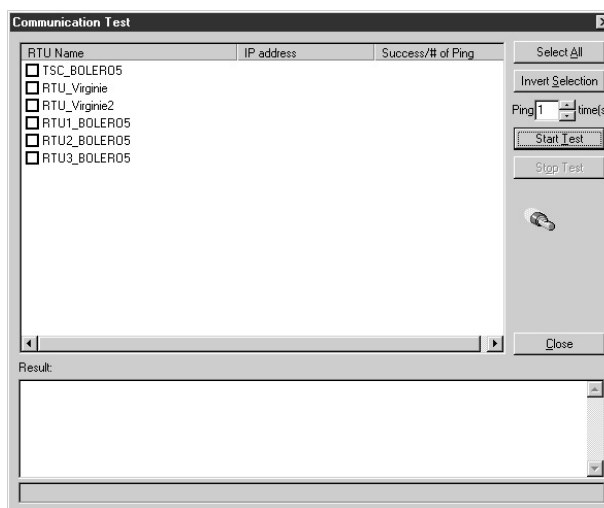 Communication Test
RTU Name IP address Success/# of Ping
TSC_BOLERO5
RTU_Virginie
RTU_Virginie2
RTU1_BOLERO5
RTU2_BOLERO5
RTU3_BOLERO5
Select All
Invert Selection
Ping 1 time(s
Start Test
Stop Test
Close
Result: